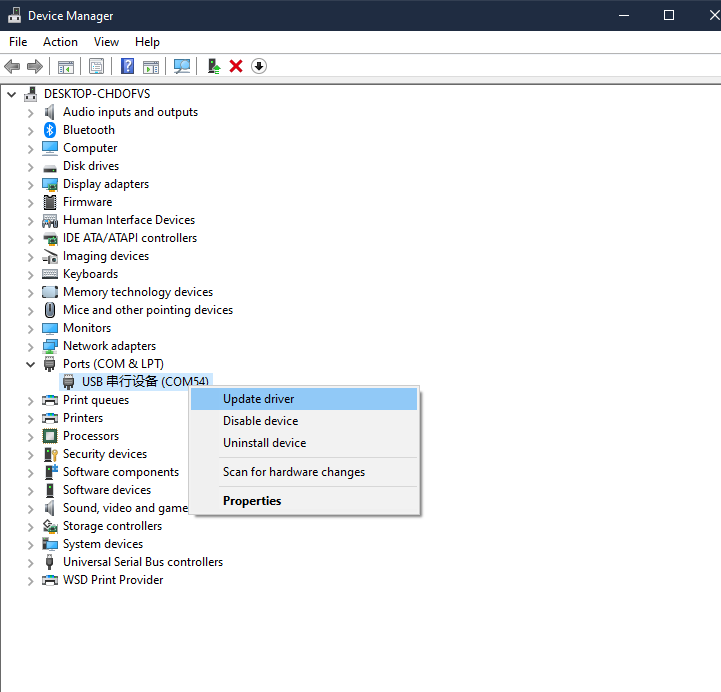 Device Manager
File Action View Help
DESKTOP-CHDOFVS
Audio inputs and outputs
Bluetooth
Computer
Disk drives
Display adapters
Firmware
Human Interface Devices
IDE ATA/ATAPI controllers
Imaging devices
Keyboards
Memory technology devices
Mice and other pointing devices
Monitors
Network adapters
Ports (COM & LPT)
USB 串行设备 (COM54)
Print queues
Printers
Processors
Security devices
Software components
Software devices
Sound, video and game
Storage controllers
System devices
Universal Serial Bus controllers
WSD Print Provider
Update driver
Disable device
Uninstall device
Scan for hardware changes
Properties